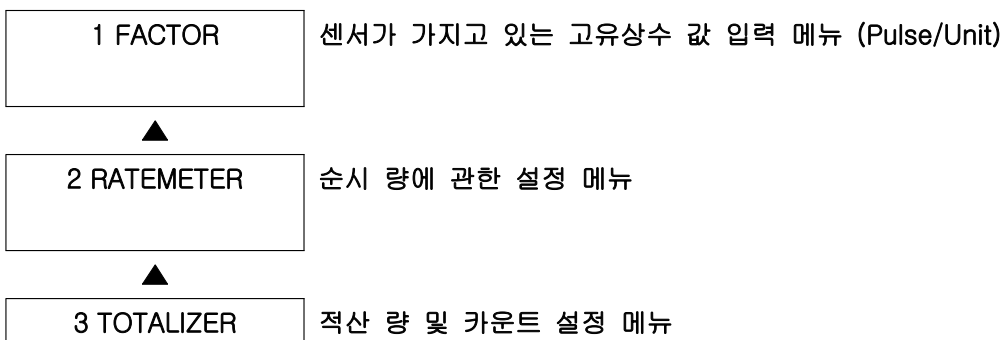 1 FACTOR 센서가 가지고 있는 고유상수 값 입력 메뉴 (Pulse/Unit)
▲
2 RATEMETER 순시 량에 관한 설정 메뉴
▲
3 TOTALIZER 적산 량 및 카운트 설정 메뉴